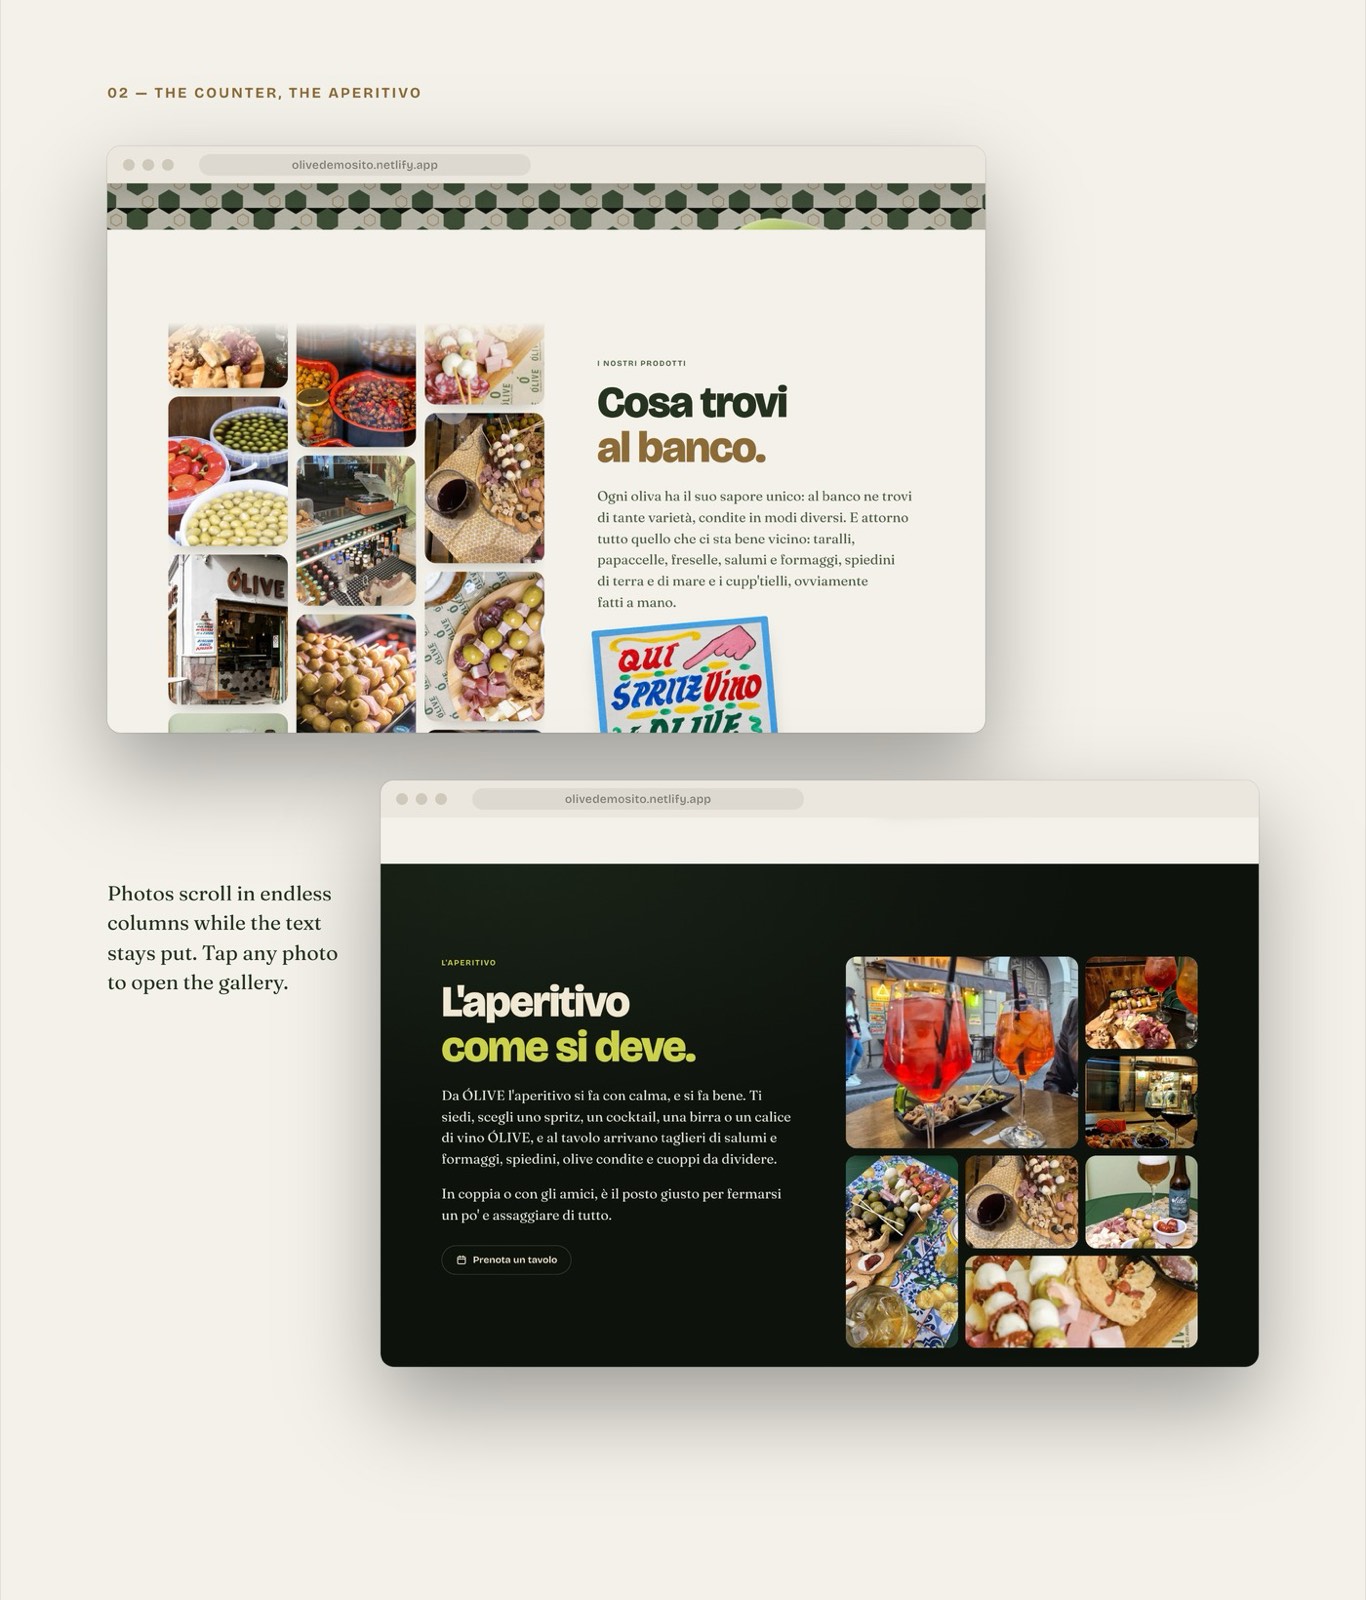 02 — THE COUNTER, THE APERITIVO
olivedemosito.netlify.app
I NOSTRI PRODOTTI
Cosa trovi
al banco.
Ogni oliva ha il suo sapore unico: al banco ne trovi
di tante varietà, condite in modi diversi. E attorno
tutto quello che ci sta bene vicino: taralli,
papaccelle, freselle, salumi e formaggi, spiedini
di terra e di mare e i cupp'tielli, ovviamente
fatti a mano.
ÓLIVE
QUI
SPRITZ VINO
OLIVE
olivedemosito.netlify.app
Photos scroll in endless
columns while the text
stays put. Tap any photo
to open the gallery.
L'APERITIVO
L'aperitivo
come si deve.
Da ÓLIVE l'aperitivo si fa con calma, e si fa bene. Ti
siedi, scegli uno spritz, un cocktail, una birra o un calice
di vino ÓLIVE, e al tavolo arrivano taglieri di salumi e
formaggi, spiedini, olive condite e cuoppi da dividere.
In coppia o con gli amici, è il posto giusto per fermarsi
un po' e assaggiare di tutto.
Prenota un tavolo